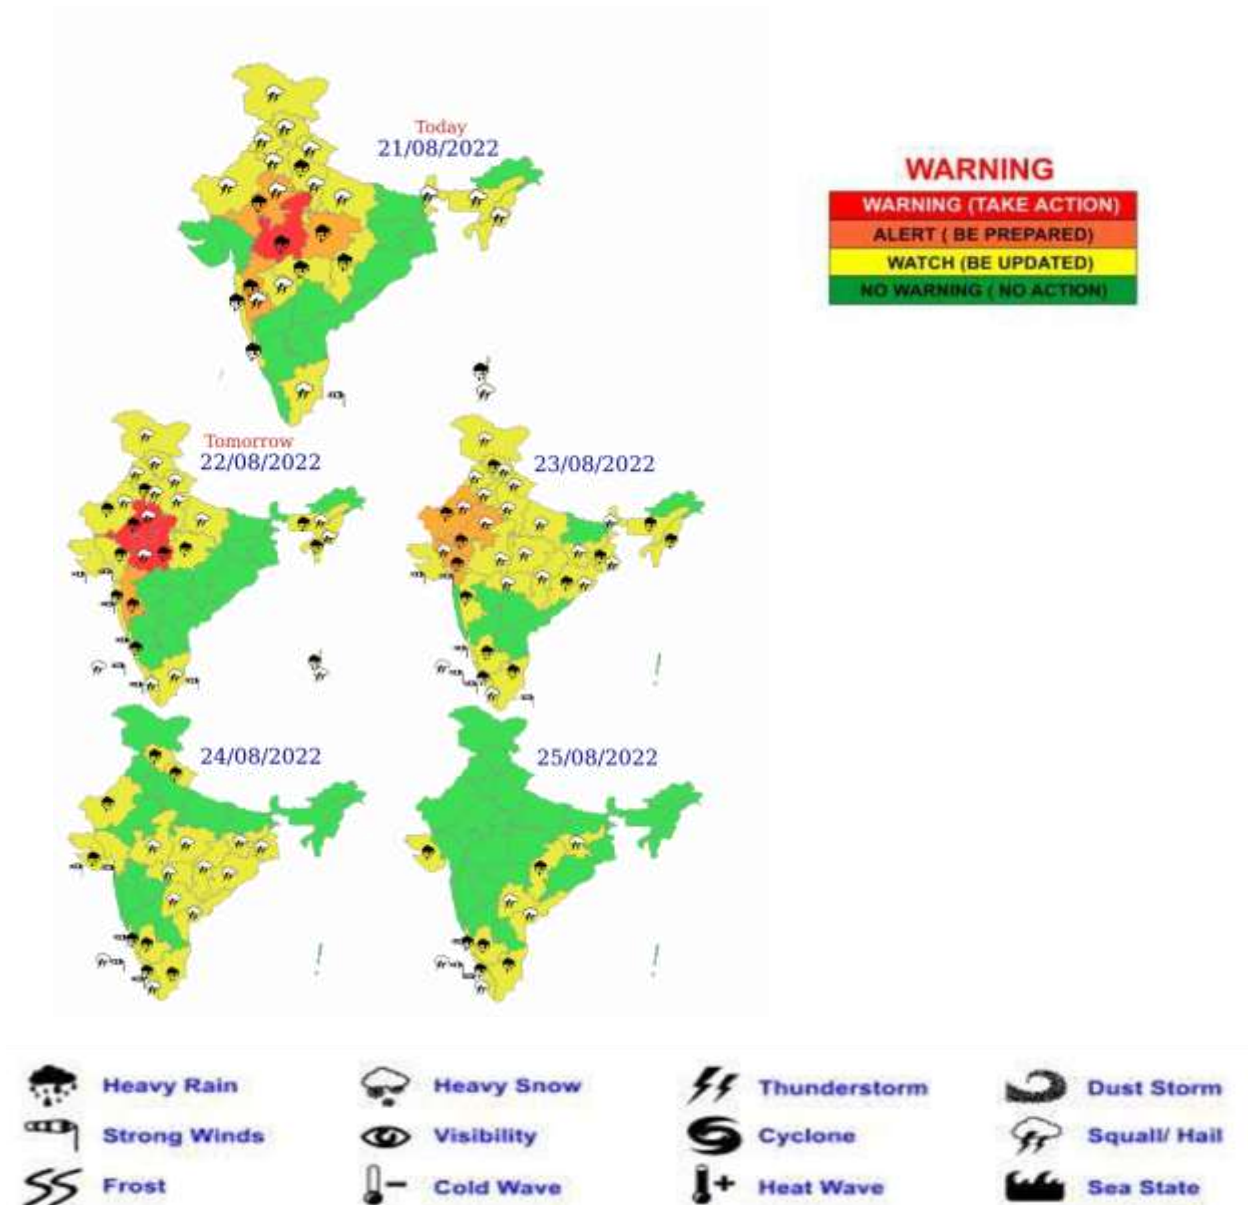 Today
21/08/2022
WARNING
WARNING (TAKE ACTION)
ALERT ( BE PREPARED)
WATCH (BE UPDATED)
NO WARNING ( NO ACTION)
Tomorrow
22/08/2022
23/08/2022
24/08/2022
25/08/2022
Heavy Rain
Heavy Snow
Thunderstorm
Dust Storm
Strong Winds
Visibility
Cyclone
Squall/ Hail
Frost
Cold Wave
Heat Wave
Sea State